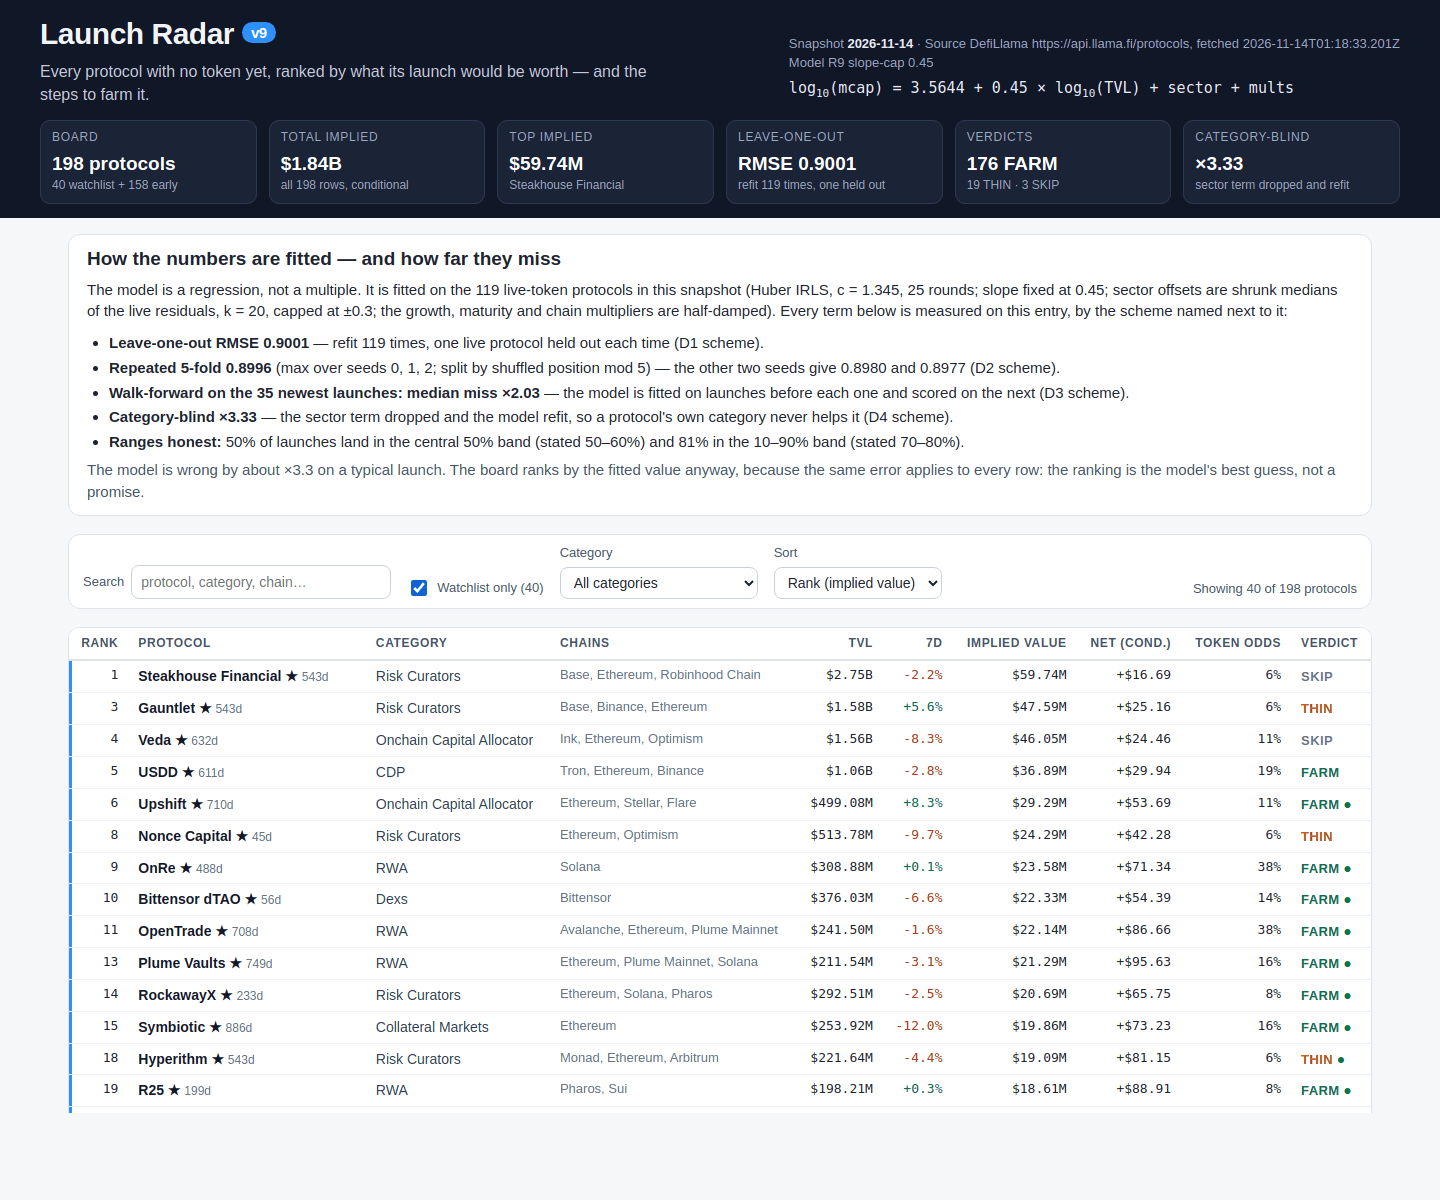 Launch Radar v9
Every protocol with no token yet, ranked by what its launch would be worth — and the
steps to farm it.
Snapshot 2026-11-14 · Source DefiLlama https://api.llama.fi/protocols, fetched 2026-11-14T01:18:33.201Z
Model R9 slope-cap 0.45
log10(mcap) = 3.5644 + 0.45 × log10(TVL) + sector + mults
BOARD
198 protocols
40 watchlist + 158 early
TOTAL IMPLIED
$1.84B
all 198 rows, conditional
TOP IMPLIED
$59.74M
Steakhouse Financial
LEAVE-ONE-OUT
RMSE 0.9001
refit 119 times, one held out
VERDICTS
176 FARM
19 THIN · 3 SKIP
CATEGORY-BLIND
×3.33
sector term dropped and refit
How the numbers are fitted — and how far they miss
The model is a regression, not a multiple. It is fitted on the 119 live-token protocols in this snapshot (Huber IRLS, c = 1.345, 25 rounds; slope fixed at 0.45; sector offsets are shrunk medians
of the live residuals, k = 20, capped at ±0.3; the growth, maturity and chain multipliers are half-damped). Every term below is measured on this entry, by the scheme named next to it:
• Leave-one-out RMSE 0.9001 — refit 119 times, one live protocol held out each time (D1 scheme).
• Repeated 5-fold 0.8996 (max over seeds 0, 1, 2; split by shuffled position mod 5) — the other two seeds give 0.8980 and 0.8977 (D2 scheme).
• Walk-forward on the 35 newest launches: median miss ×2.03 — the model is fitted on launches before each one and scored on the next (D3 scheme).
• Category-blind ×3.33 — the sector term dropped and the model refit, so a protocol's own category never helps it (D4 scheme).
• Ranges honest: 50% of launches land in the central 50% band (stated 50–60%) and 81% in the 10–90% band (stated 70–80%).
The model is wrong by about ×3.3 on a typical launch. The board ranks by the fitted value anyway, because the same error applies to every row: the ranking is the model's best guess, not a
promise.
Search protocol, category, chain…
Watchlist only (40)
Category
All categories
Sort
Rank (implied value)
Showing 40 of 198 protocols
RANK PROTOCOL CATEGORY CHAINS TVL 7D IMPLIED VALUE NET (COND.) TOKEN ODDS VERDICT
1 Steakhouse Financial ★ 543d Risk Curators Base, Ethereum, Robinhood Chain $2.75B -2.2% $59.74M +$16.69 6% SKIP
3 Gauntlet ★ 543d Risk Curators Base, Binance, Ethereum $1.58B +5.6% $47.59M +$25.16 6% THIN
4 Veda ★ 632d Onchain Capital Allocator Ink, Ethereum, Optimism $1.56B -8.3% $46.05M +$24.46 11% SKIP
5 USDD ★ 611d CDP Tron, Ethereum, Binance $1.06B -2.8% $36.89M +$29.94 19% FARM
6 Upshift ★ 710d Onchain Capital Allocator Ethereum, Stellar, Flare $499.08M +8.3% $29.29M +$53.69 11% FARM ●
8 Nonce Capital ★ 45d Risk Curators Ethereum, Optimism $513.78M -9.7% $24.29M +$42.28 6% THIN
9 OnRe ★ 488d RWA Solana $308.88M +0.1% $23.58M +$71.34 38% FARM ●
10 Bittensor dTAO ★ 56d Dexs Bittensor $376.03M -6.6% $22.33M +$54.39 14% FARM ●
11 OpenTrade ★ 708d RWA Avalanche, Ethereum, Plume Mainnet $241.50M -1.6% $22.14M +$86.66 38% FARM ●
13 Plume Vaults ★ 749d RWA Ethereum, Plume Mainnet, Solana $211.54M -3.1% $21.29M +$95.63 16% FARM ●
14 RockawayX ★ 233d Risk Curators Ethereum, Solana, Pharos $292.51M -2.5% $20.69M +$65.75 8% FARM ●
15 Symbiotic ★ 886d Collateral Markets Ethereum $253.92M -12.0% $19.86M +$73.23 16% FARM ●
18 Hyperithm ★ 543d Risk Curators Monad, Ethereum, Arbitrum $221.64M -4.4% $19.09M +$81.15 6% THIN ●
19 R25 ★ 199d RWA Pharos, Sui $198.21M +0.3% $18.61M +$88.91 8% FARM ●